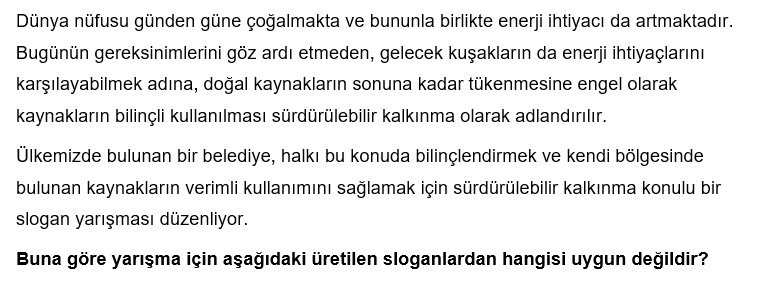 Dünya nüfusu günden güne çoğalmakta ve bununla birlikte enerji ihtiyacı da artmaktadır.
Bugünün gereksinimlerini göz ardı etmeden, gelecek kuşakların da enerji ihtiyaçlarını
karşılayabilmek adına, doğal kaynakların sonuna kadar tükenmesine engel olarak
kaynakların bilinçli kullanılması sürdürülebilir kalkınma olarak adlandırılır.
Ülkemizde bulunan bir belediye, halkı bu konuda bilinçlendirmek ve kendi bölgesinde
bulunan kaynakların verimli kullanımını sağlamak için sürdürülebilir kalkınma konulu bir
slogan yarışması düzenliyor.
Buna göre yarışma için aşağıdaki üretilen sloganlardan hangisi uygun değildir?